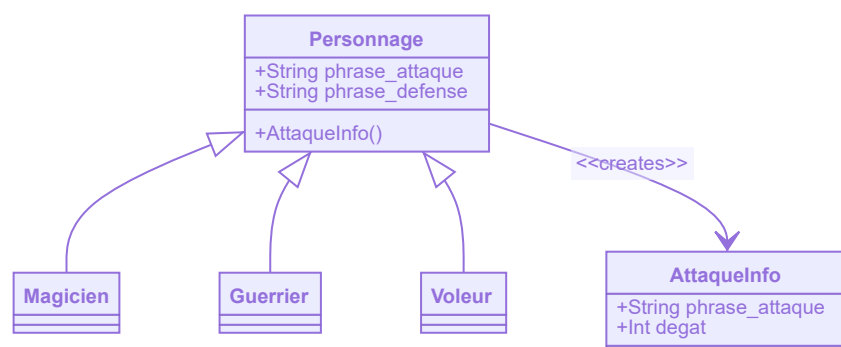 Personnage
+String phrase_attaque
+String phrase_defense
+AttaqueInfo()
<<creates>>
Magicien
Guerrier
Voleur
AttaqueInfo
+String phrase_attaque
+Int degat